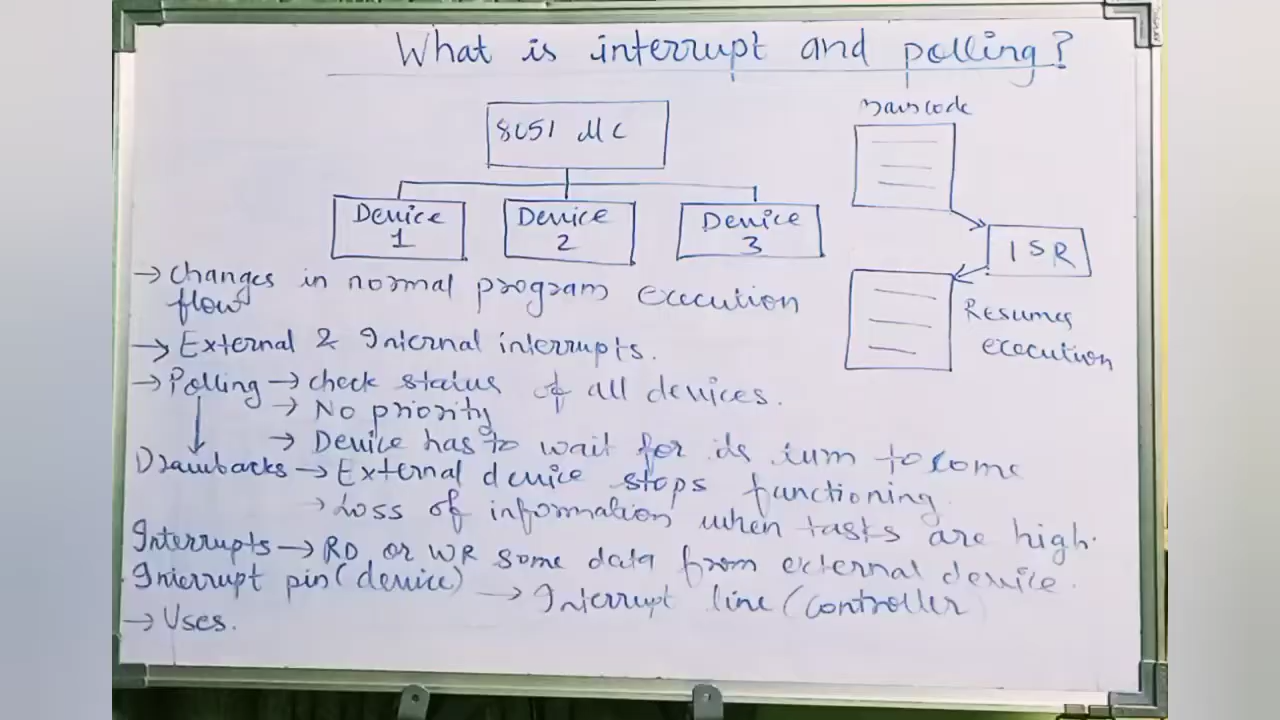 What is interrupt and polling?
8051 MC
Device 1
Device 2
Device 3
Maincode
ISR
Resumes
execution
→ Changes in normal program execution
flow
→ External & Internal interrupts.
→ Polling → check status of all devices.
→ No priority
→ Device has to wait for its turn to come
Drawbacks → External device stops functioning
→ Loss of information when tasks are high.
Interrupts → RD or WR some data from external device.
Interrupt pin (device) → Interrupt line (controller
→ Uses.